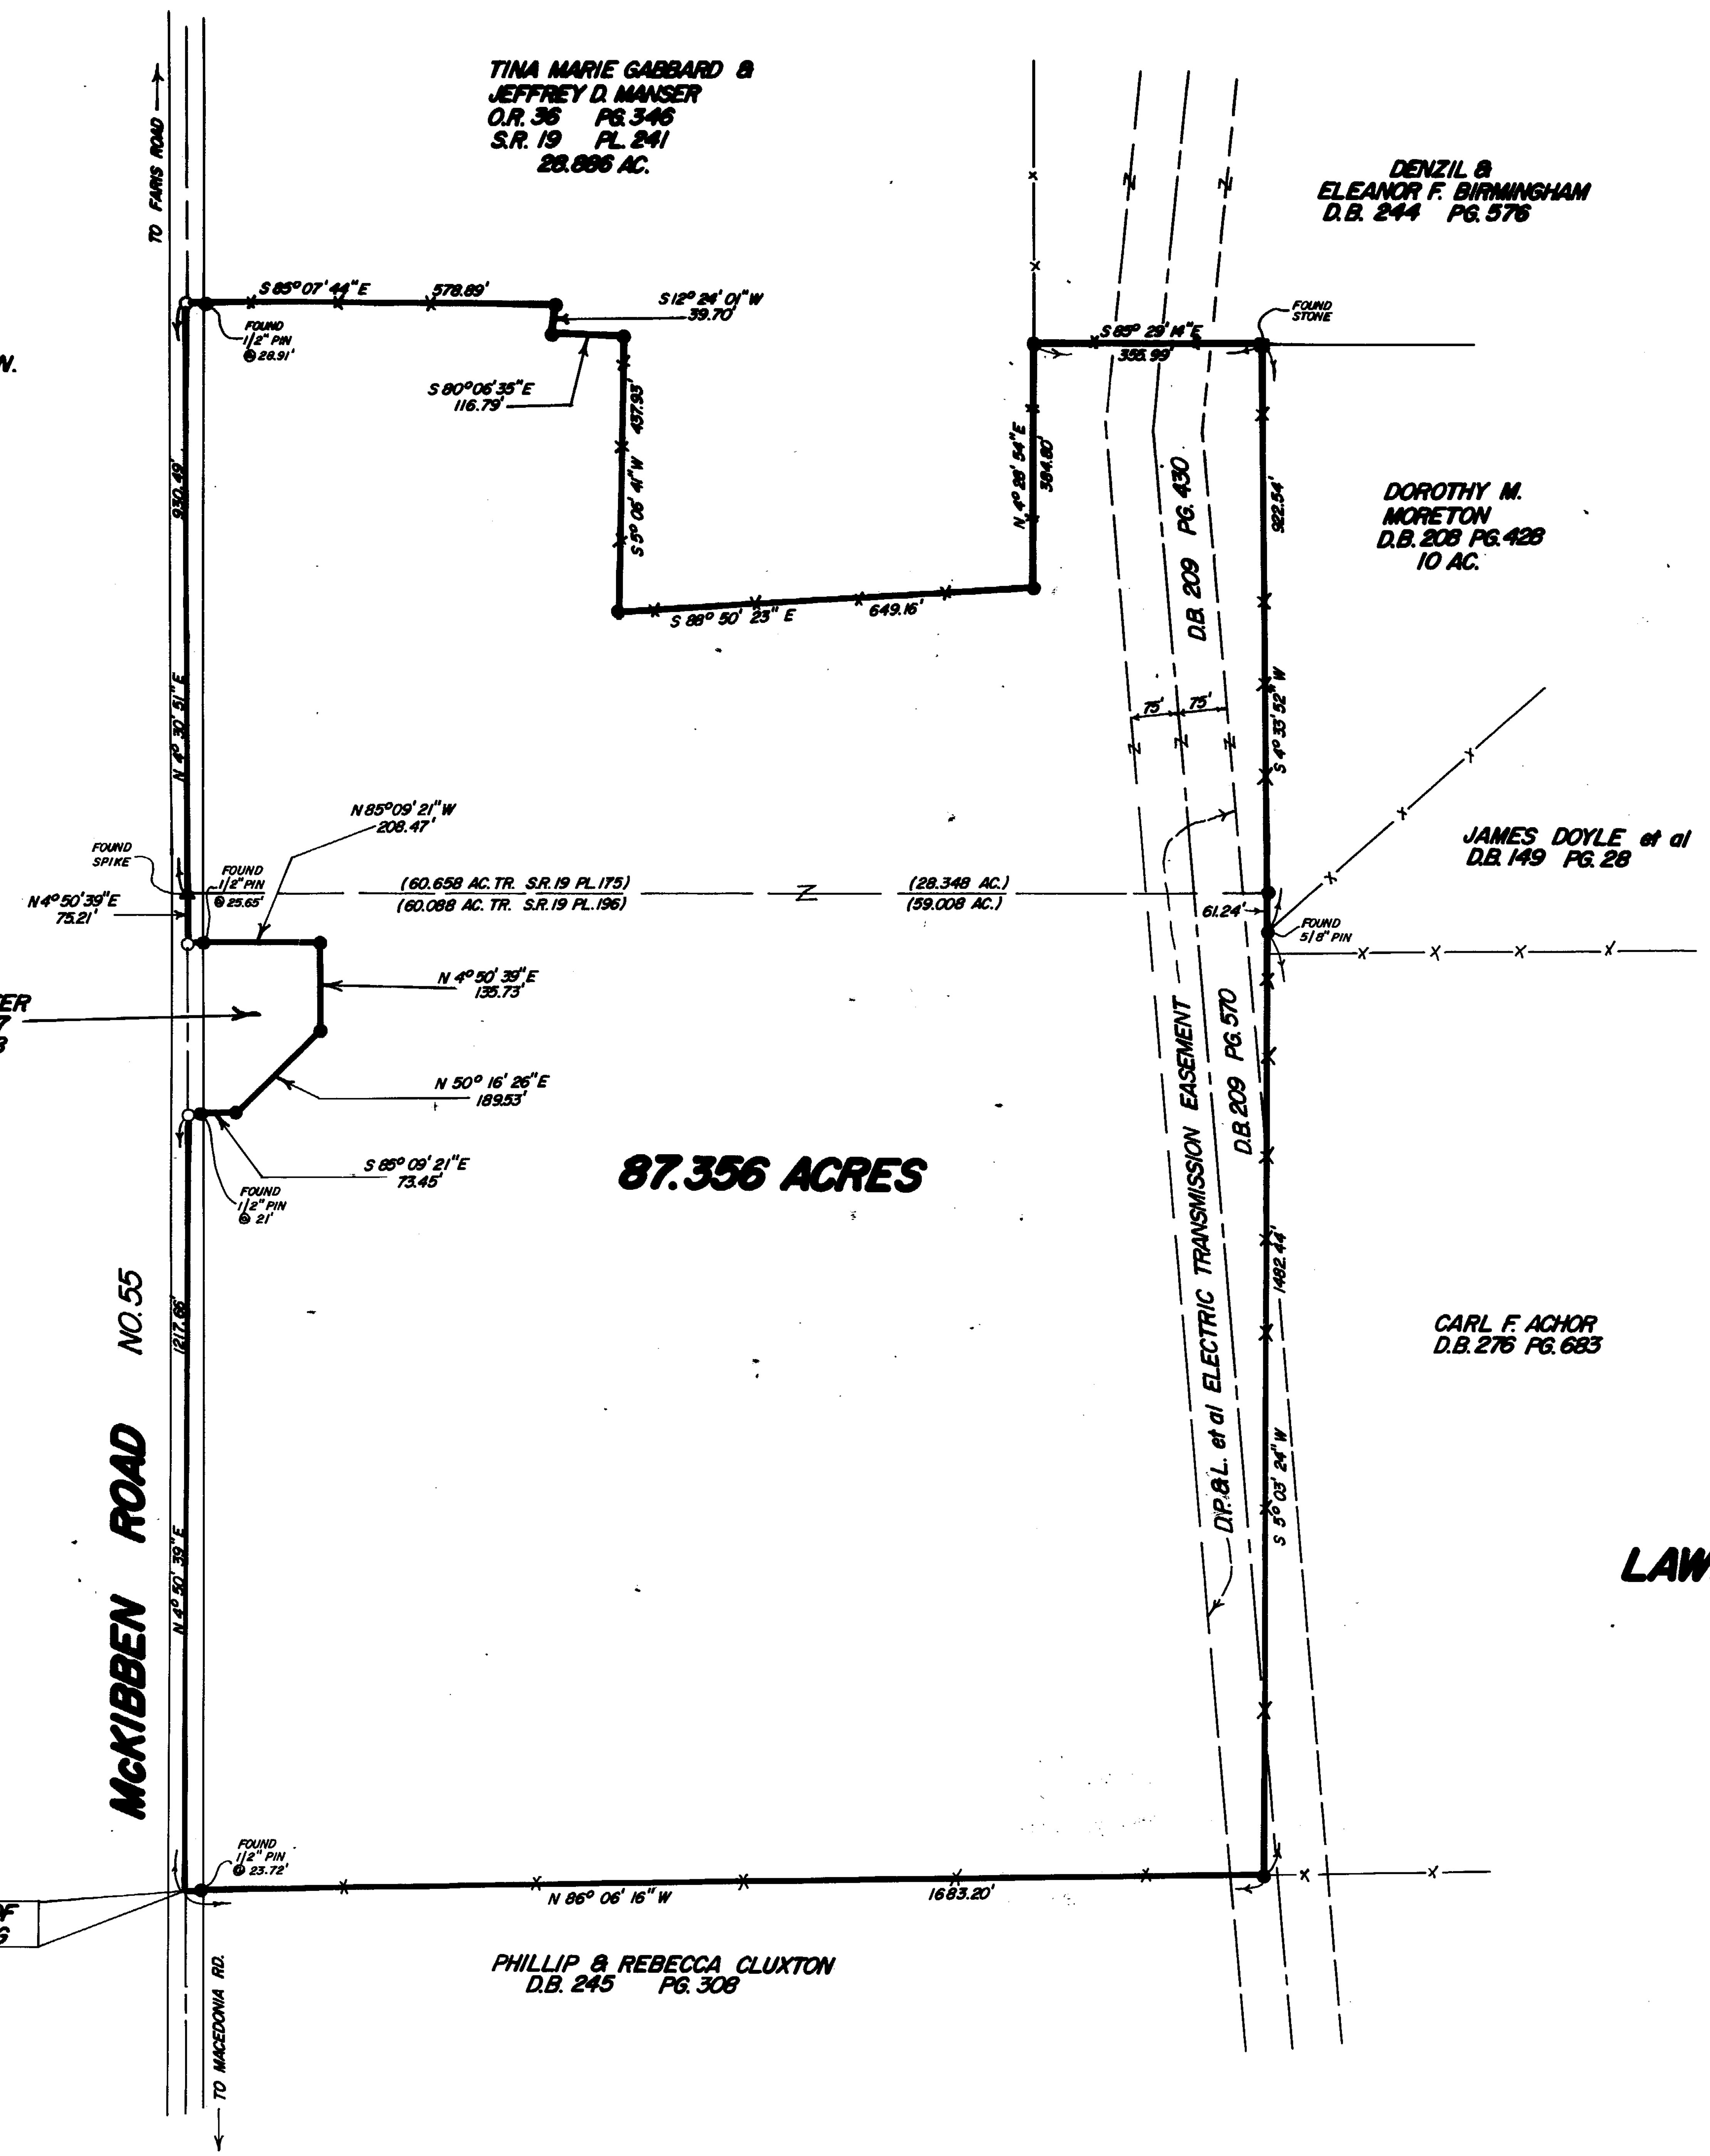 TINA MARIE GABBARD &
JEFFREY D. MANSER
O.R. 36 PG. 346
S.R. 19 PL. 241
28.886 AC.
TO FARIS ROAD
DENZIL &
ELEANOR F. BIRMINGHAM
D.B. 244 PG. 576
S 85° 07' 44" E 578.89'
S 12° 24' 01" W
39.70'
FOUND
1/2" PIN
@ 28.91'
FOUND
STONE
S 85° 29' 14" E
355.99'
N.
S 80° 06' 35" E
116.79'
S 5° 06' 41" W 437.93'
N 4° 28' 54" E
384.80'
930.49'
N 4° 30' 51" E
D.B. 209 PG. 430
922.54'
S 4° 33' 52" W
DOROTHY M.
MORETON
D.B. 208 PG. 428
10 AC.
S 88° 50' 23" E 649.16'
75' 75'
N 85° 09' 21" W
208.47'
FOUND
SPIKE
FOUND
1/2" PIN
@ 25.65'
JAMES DOYLE et al
D.B. 149 PG. 28
(60.658 AC. TR. S.R. 19 PL. 175) (28.348 AC.)
(60.088 AC. TR. S.R. 19 PL. 196) (59.008 AC.)
N 4° 50' 39" E
75.21'
61.24'
FOUND
5/8" PIN
N 4° 50' 39" E
135.73'
ER
7
N 50° 16' 26" E
189.53'
S 85° 09' 21" E
73.45'
FOUND
1/2" PIN
@ 21'
87.356 ACRES
D.P.&L. et al ELECTRIC TRANSMISSION EASEMENT
D.B. 209 PG. 570
1482.44'
S 5° 03' 24" W
CARL F. ACHOR
D.B. 276 PG. 683
McKIBBEN ROAD NO. 55
1217.66'
N 4° 50' 39" E
LAW
FOUND
1/2" PIN
@ 23.72'
N 86° 06' 16" W 1683.20'
PHILLIP & REBECCA CLUXTON
D.B. 245 PG. 308
TO MACEDONIA RD.